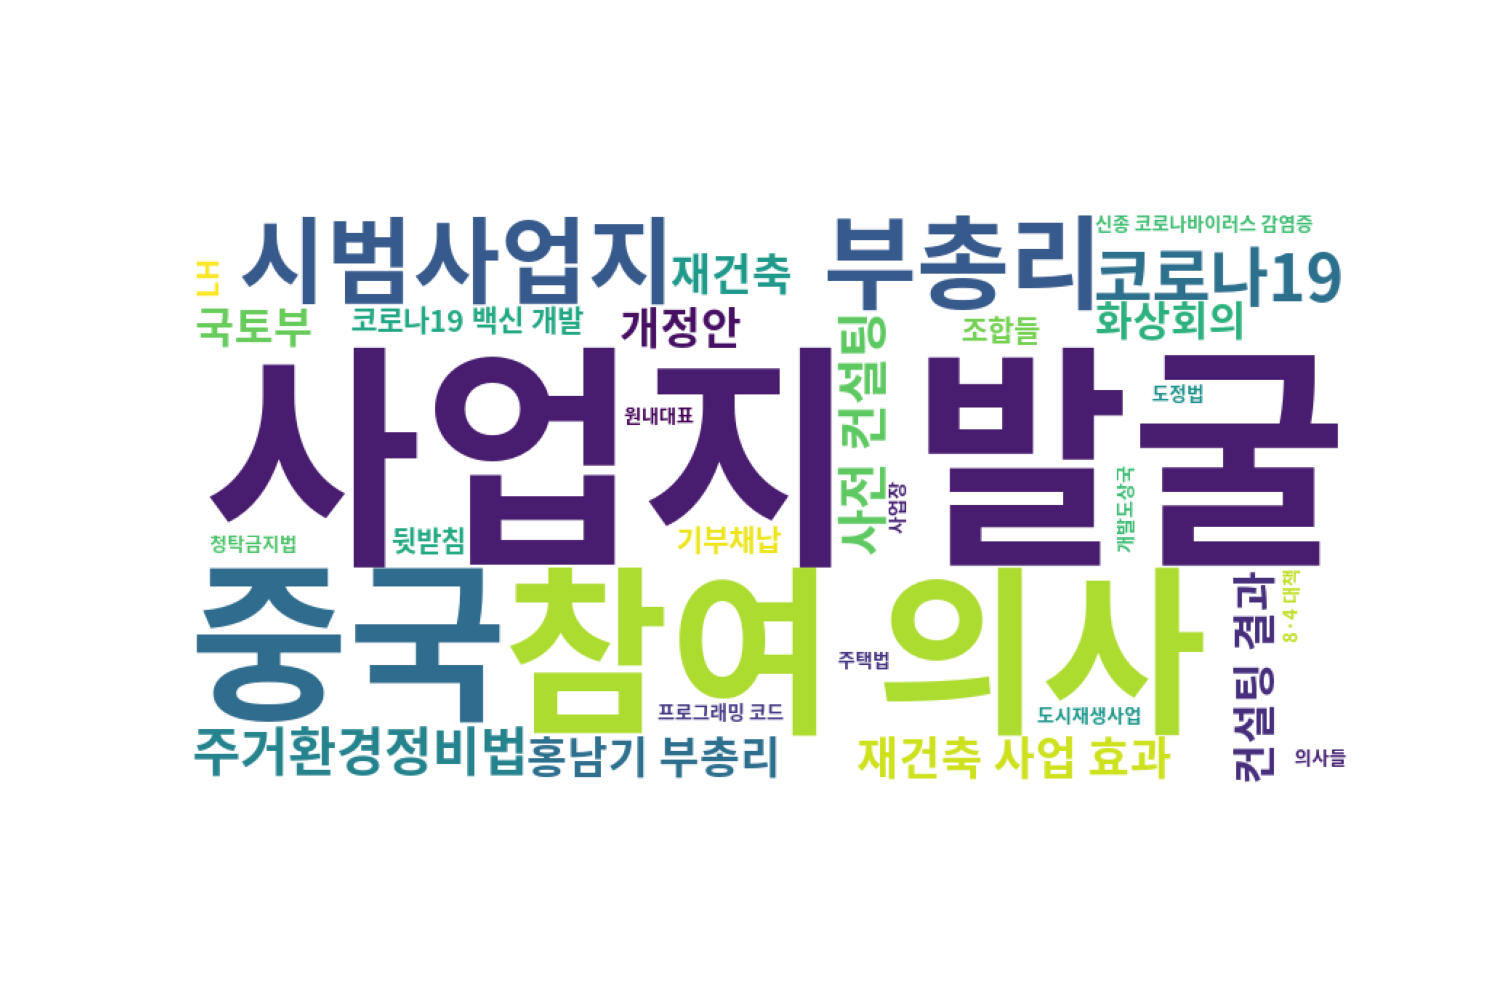 시범사업지
부총리
신종 코로나바이러스 감염증
LH
재건축
코로나19
국토부
코로나19 백신 개발
개정안
조합들
화상회의
사업지 발굴
사전 컨설팅
원내대표
도정법
사업장
개발도상국
청탁금지법
뒷받침
기부채납
중국
참여 의사
컨설팅 결과
8·4 대책
주택법
프로그래밍 코드
도시재생사업
주거환경정비법
홍남기 부총리
재건축 사업 효과
의사들